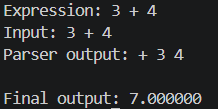 Expression: 3 + 4
Input: 3 + 4
Parser output: + 3 4
Final output: 7.000000